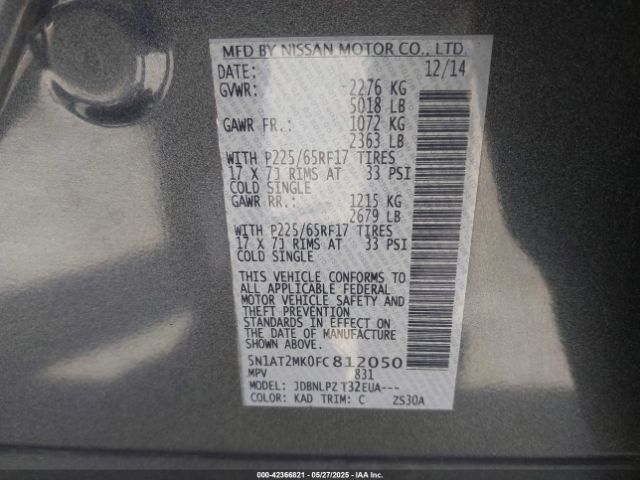 MFD BY NISSAN MOTOR CO., LTD.
DATE: 12/14
GVWR: 2276 KG
5018 LB
GAWR FR.: 1072 KG
2363 LB
WITH P225/65RF17 TIRES
17 X 7J RIMS AT 33 PSI
COLD SINGLE
GAWR RR.: 1215 KG
2679 LB
WITH P225/65RF17 TIRES
17 X 7J RIMS AT 33 PSI
COLD SINGLE
THIS VEHICLE CONFORMS TO
ALL APPLICABLE FEDERAL
MOTOR VEHICLE SAFETY AND
THEFT PREVENTION
STANDARDS IN EFFECT ON
THE DATE OF MANUFACTURE
SHOWN ABOVE.
5N1AT2MK0FC812050
MPV 831
MODEL: JDBNLPZ T32EUA---
COLOR: KAD TRIM: C ZS30A
000-42366821 - 05/27/2025 - IAA Inc.